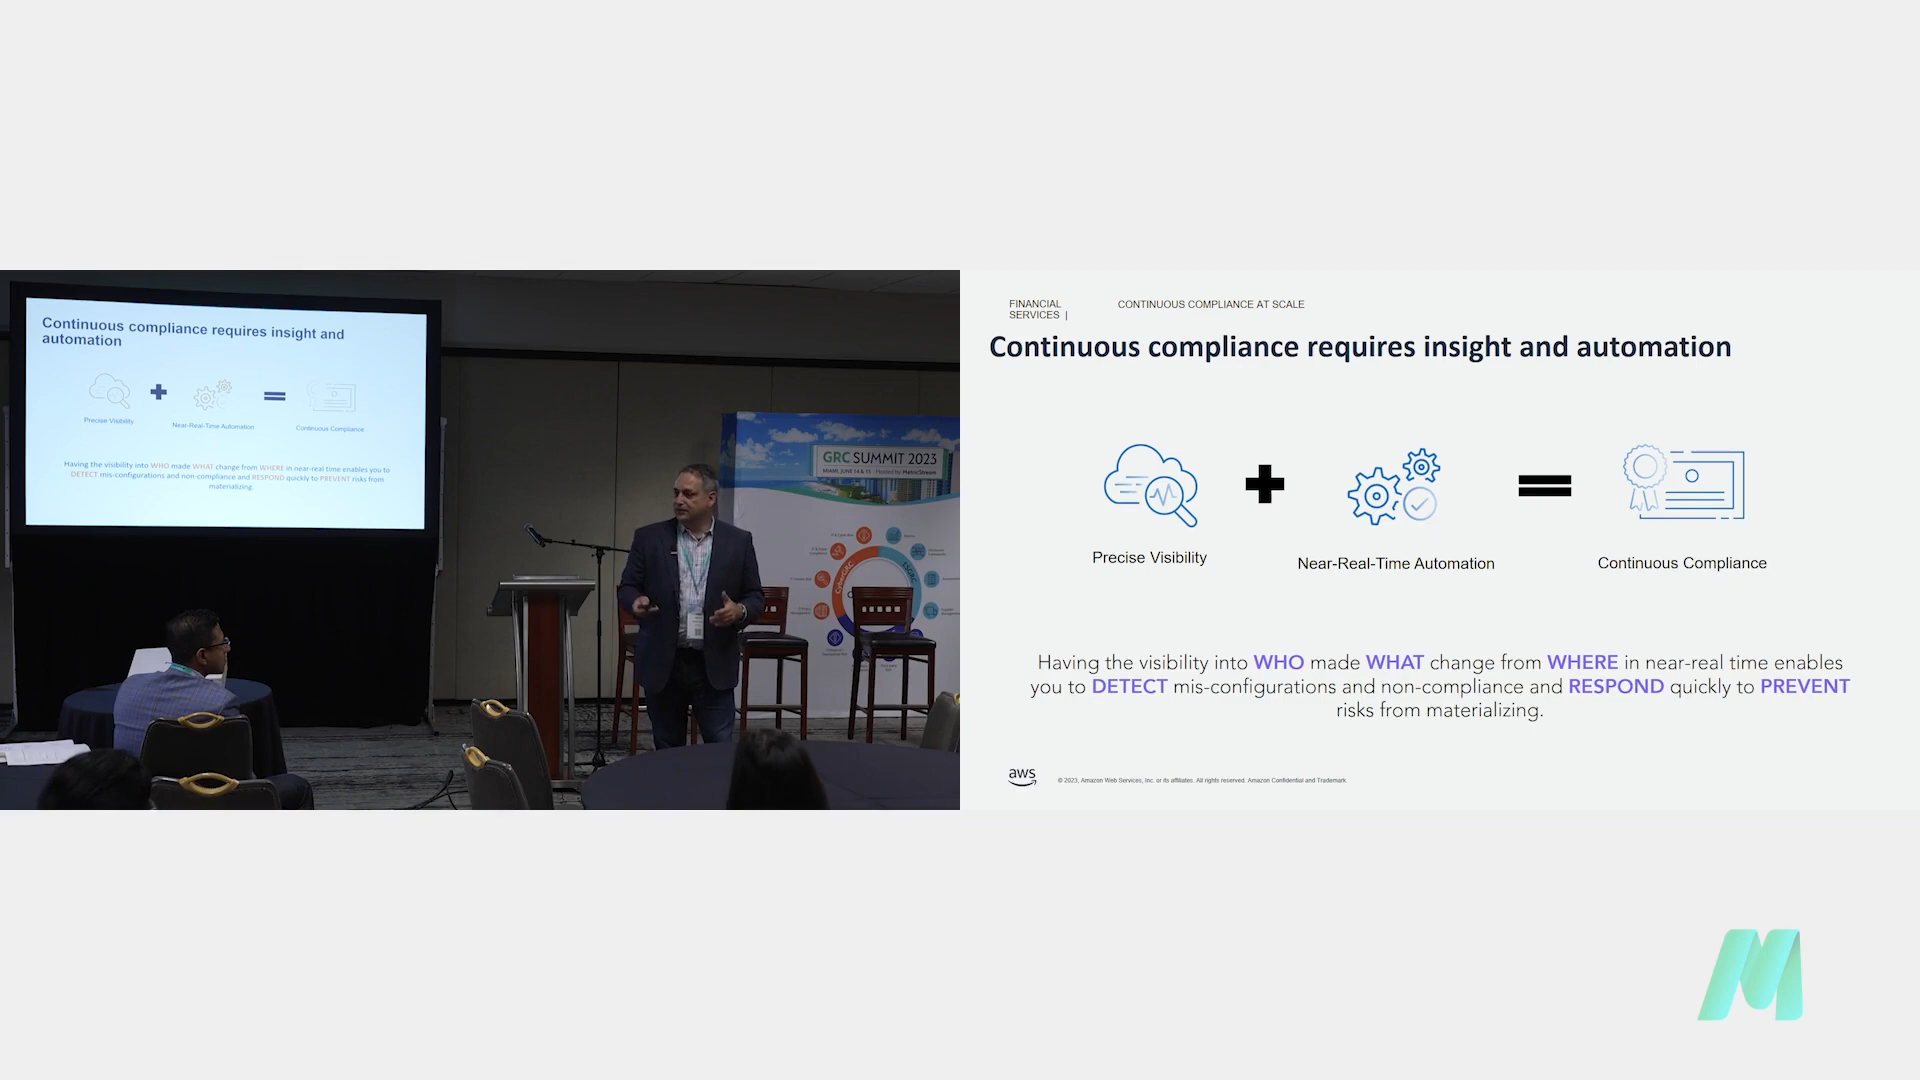 Continuous compliance requires insight and
automation
Precise Visibility
Near-Real-Time Automation
Continuous Compliance
Having the visibility into WHO made WHAT change from WHERE in near-real time enables you to
DETECT mis-configurations and non-compliance and RESPOND quickly to PREVENT risks from
materializing.
GRC SUMMIT 2023
MIAMI, JUNE 14 & 15 Hosted by MetricStream
CyberGRC
ESGRC
FINANCIAL
SERVICES |
CONTINUOUS COMPLIANCE AT SCALE
Continuous compliance requires insight and automation
Precise Visibility
Near-Real-Time Automation
Continuous Compliance
Having the visibility into WHO made WHAT change from WHERE in near-real time enables
you to DETECT mis-configurations and non-compliance and RESPOND quickly to PREVENT
risks from materializing.
aws
© 2023, Amazon Web Services, Inc. or its affiliates. All rights reserved. Amazon Confidential and Trademark.
M